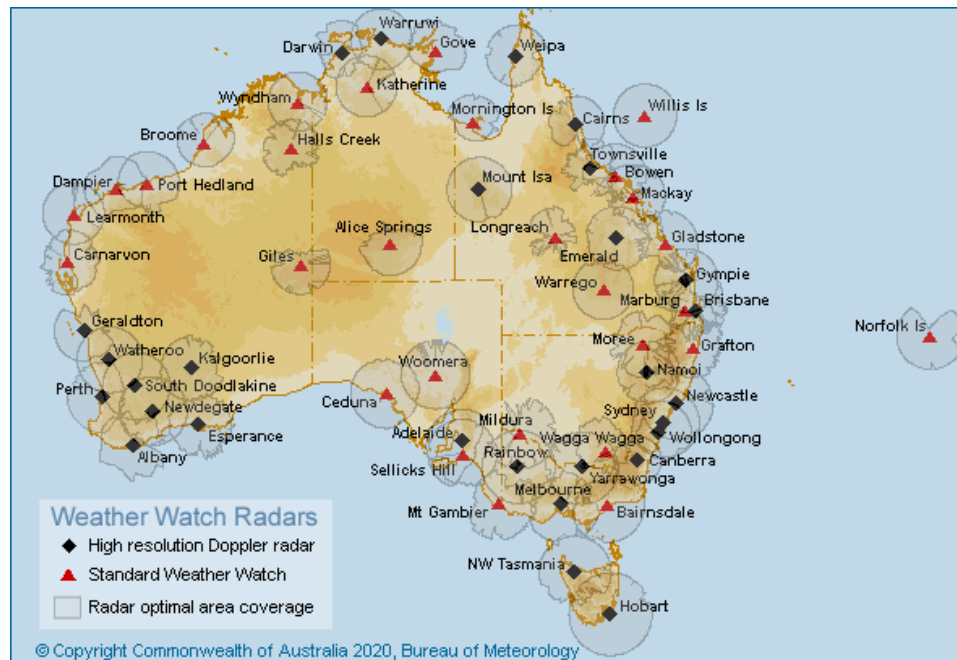 Warruwi
Darwin
Gove
Weipa
Katherine
Wyndham
Mornington Is
Willis Is
Cairns
Broome
Halls Creek
Townsville
Bowen
Mount Isa
Dampier
Port Hedland
Mackay
Learmonth
Alice Springs
Longreach
Gladstone
Carnarvon
Giles
Emerald
Gympie
Warrego
Marburg
Brisbane
Geraldton
Norfolk Is
Moree
Grafton
Watheroo
Kalgoorlie
Woomera
Namoi
South Doodlakine
Perth
Ceduna
Newcastle
Newdegate
Mildura
Sydney
Esperance
Adelaide
Wagga Wagga
Wollongong
Albany
Rainbow
Canberra
Sellicks Hill
Yarrawonga
Melbourne
Mt Gambier
Bairnsdale
Weather Watch Radars
High resolution Doppler radar
Standard Weather Watch
Radar optimal area coverage
NW Tasmania
Hobart
© Copyright Commonwealth of Australia 2020, Bureau of Meteorology